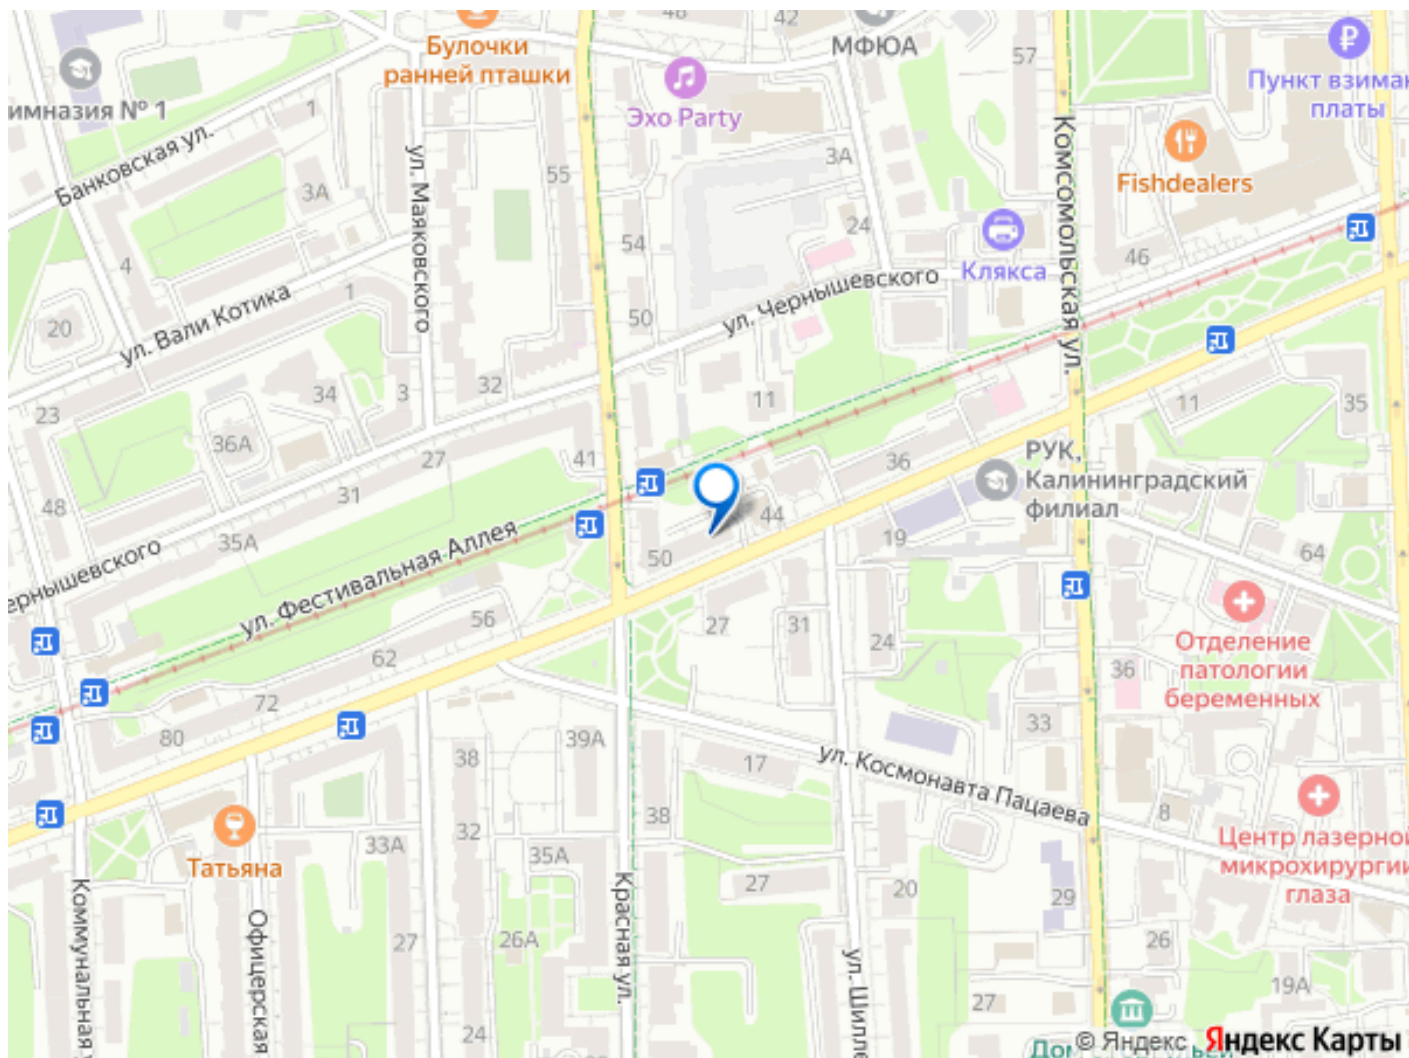 48
42
МФЮА
57
Булочки
ранней пташки
Эхо Party
Пункт взиман
платы
имназия № 1
1
Банковская ул.
3А
ул. Маяковского
55
3А
Комсомольская ул.
Fishdealers
4
54
24
46
Клякса
ул. Чернышевского
1
20
ул. Вали Котика
50
23
34
3
32
11
11
35
36А
27
41
36
РУК,
Калининградский
филиал
48
31
35А
44
19
64
50
ернышевского
ул. Фестивальная Аллея
56
27
31
24
Отделение
патологии
беременных
62
36
72
80
33
38
39А
17
ул. Космонавта Пацаева
8
38
32
33А
35А
Татьяна
Центр лазерной
микрохирургии
глаза
27
20
29
Коммунальная
Офицерская
27
26А
Красная ул.
ул. Шилле
26
24
27
19А
© Яндекс Яндекс Карты